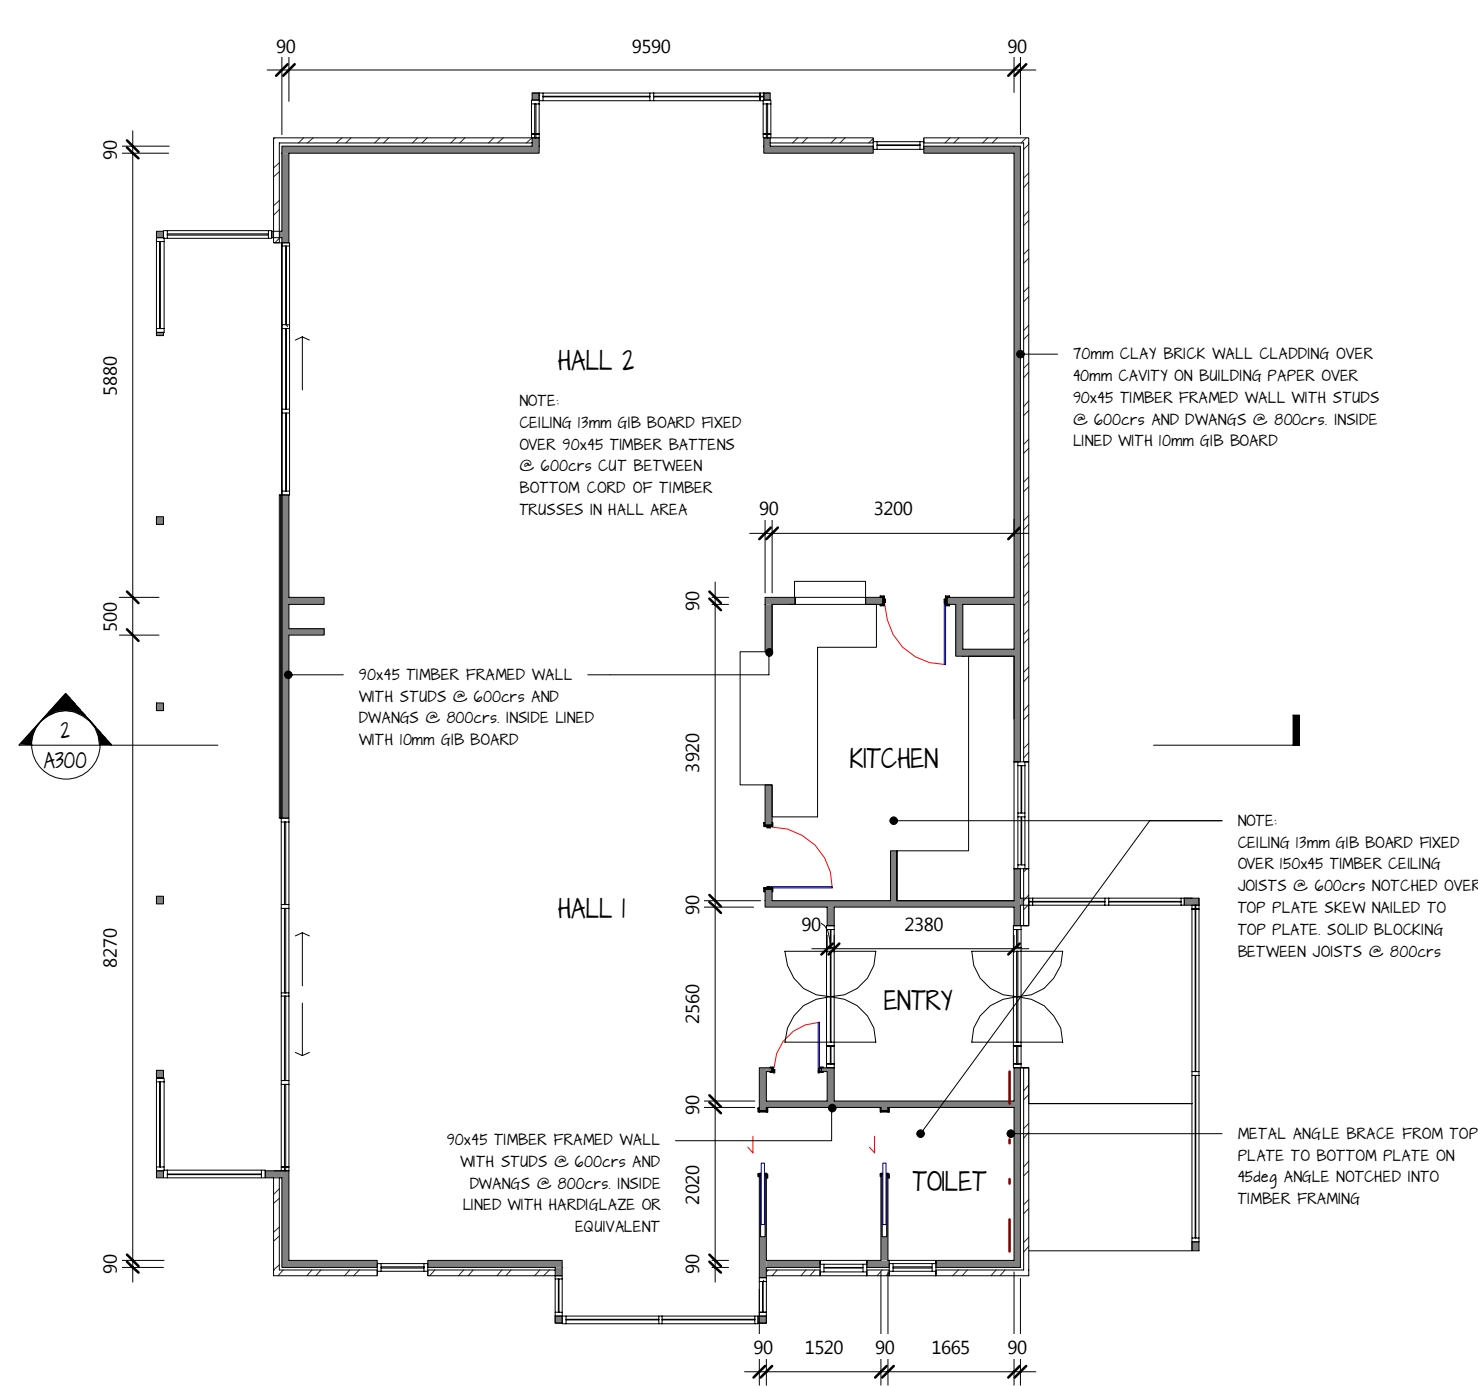 90
9590
90
90
5880
500
8270
90
HALL 2
NOTE:
CEILING 13mm GIB BOARD FIXED
OVER 90x45 TIMBER BATTENS
@ 600crs CUT BETWEEN
BOTTOM CORD OF TIMBER
TRUSSES IN HALL AREA
70mm CLAY BRICK WALL CLADDING OVER
40mm CAVITY ON BUILDING PAPER OVER
90x45 TIMBER FRAMED WALL WITH STUDS
@ 600crs AND DWANGS @ 800crs. INSIDE
LINED WITH 10mm GIB BOARD
90
3200
90
3920
90
2560
90
2020
90
90x45 TIMBER FRAMED WALL
WITH STUDS @ 600crs AND
DWANGS @ 800crs. INSIDE LINED
WITH 10mm GIB BOARD
2
A300
KITCHEN
NOTE:
CEILING 13mm GIB BOARD FIXED
OVER 150x45 TIMBER CEILING
JOISTS @ 600crs NOTCHED OVER
TOP PLATE SKEW NAILED TO
TOP PLATE. SOLID BLOCKING
BETWEEN JOISTS @ 800crs
HALL 1
90
2380
ENTRY
90x45 TIMBER FRAMED WALL
WITH STUDS @ 600crs AND
DWANGS @ 800crs. INSIDE
LINED WITH HARDIGLAZE OR
EQUIVALENT
TOILET
METAL ANGLE BRACE FROM TOP
PLATE TO BOTTOM PLATE ON
45deg ANGLE NOTCHED INTO
TIMBER FRAMING
90
1520
90
1665
90